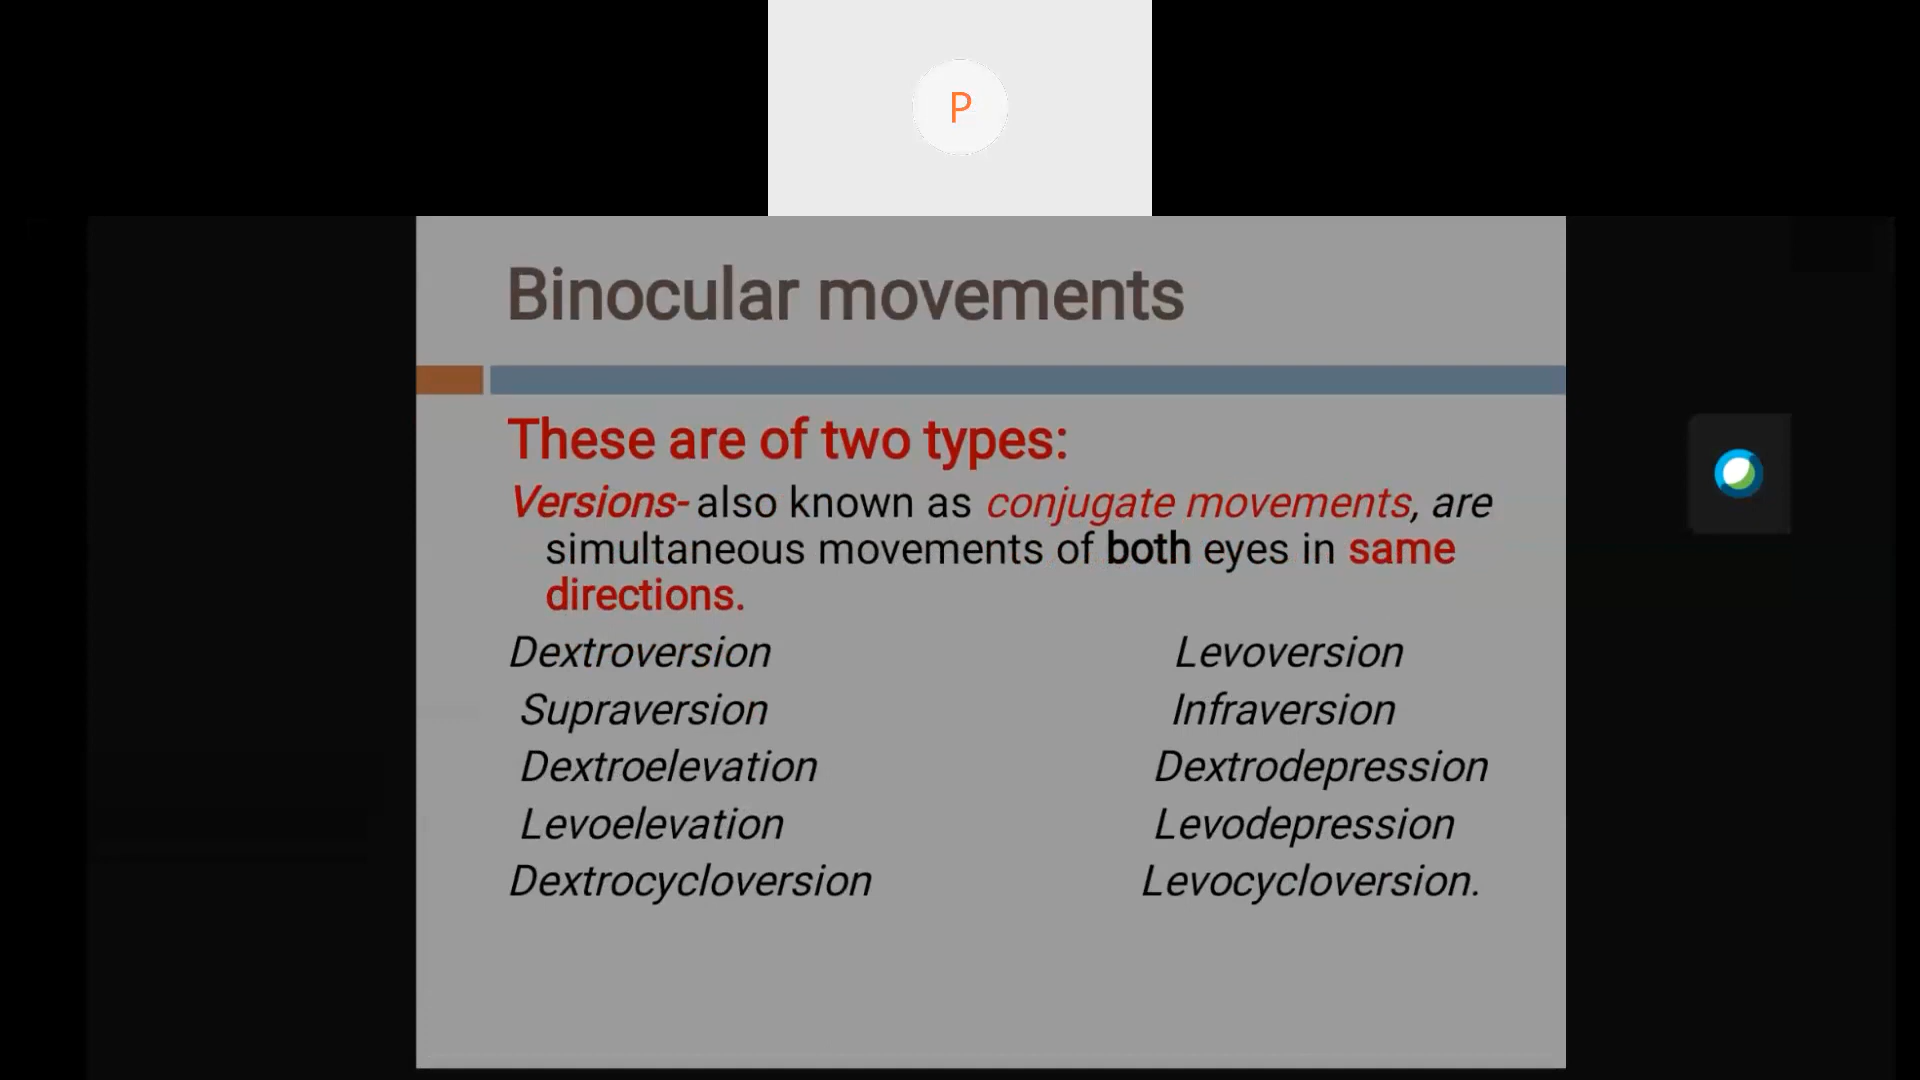 P
Binocular movements
These are of two types:
Versions- also known as conjugate movements, are
simultaneous movements of both eyes in same
directions.
Dextroversion Levoversion
Supraversion Infraversion
Dextroelevation Dextrodepression
Levoelevation Levodepression
Dextrocycloversion Levocycloversion.